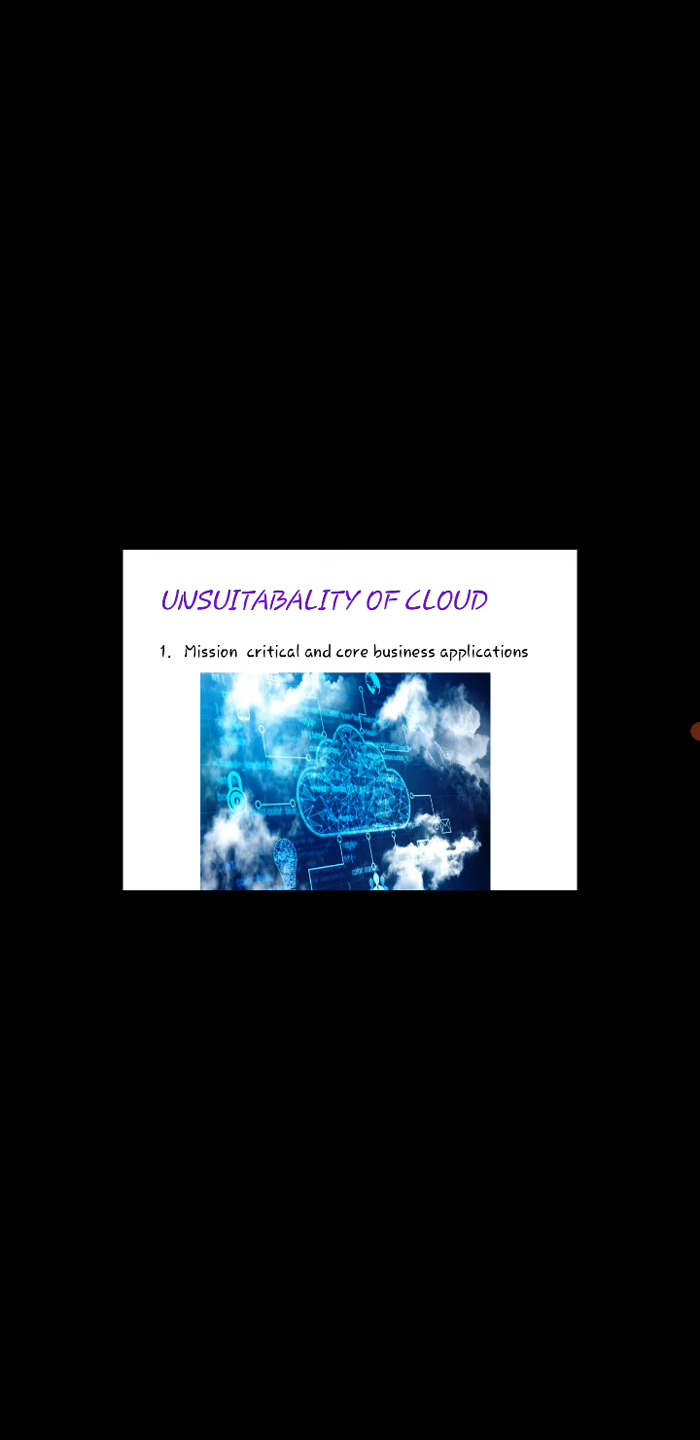 UNSUITABALITY OF CLOUD
1. Mission critical and core business applications